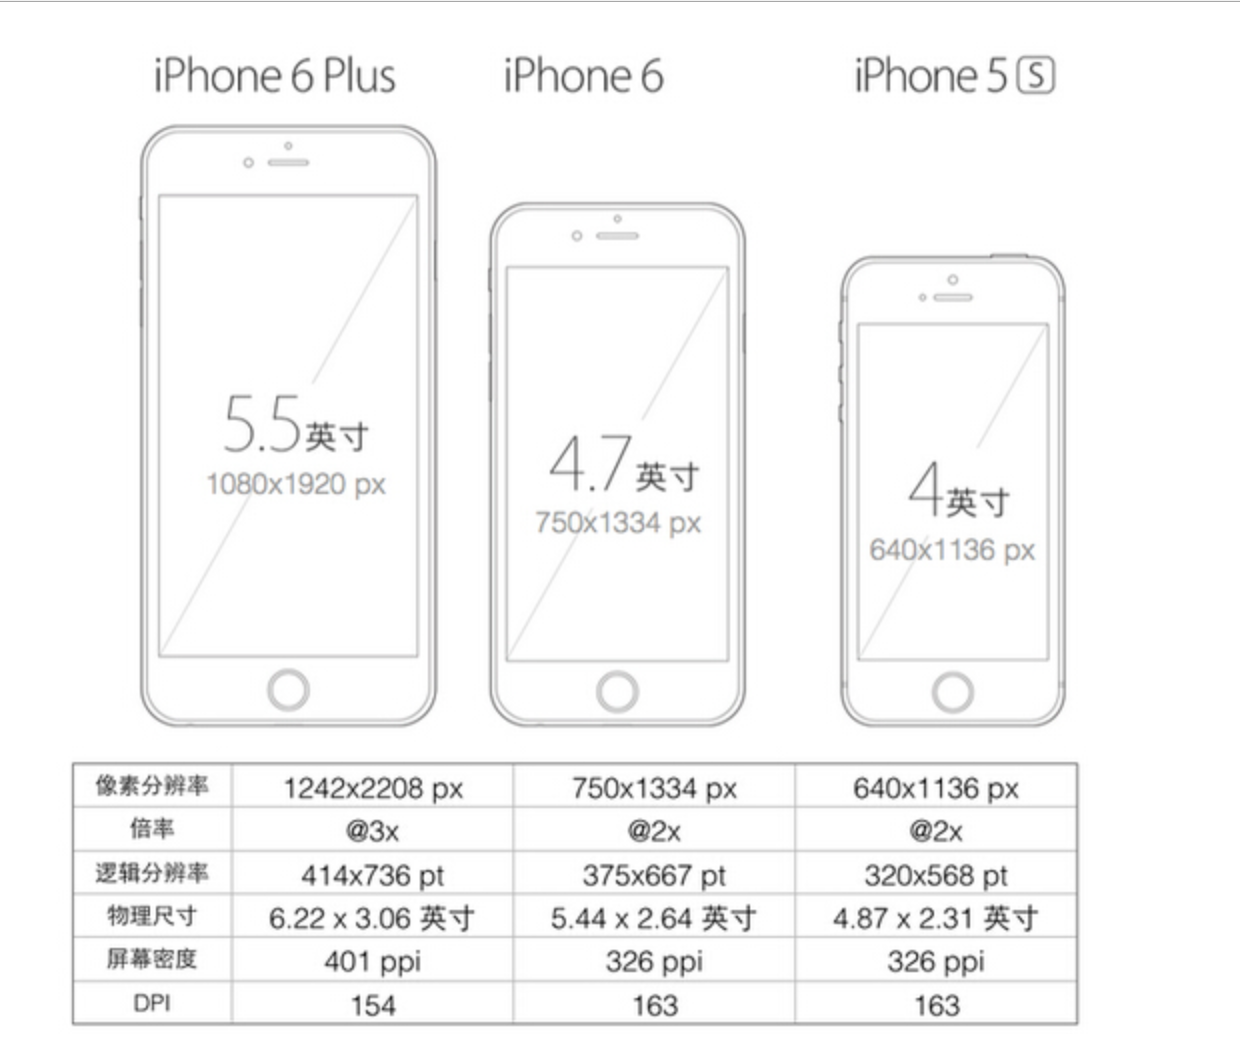 iPhone 6 Plus
iPhone 6
iPhone 5 S
5.5英寸
1080x1920 px
4.7英寸
750x1334 px
4英寸
640x1136 px
像素分辨率 1242x2208 px 750x1334 px 640x1136 px
倍率 @3x @2x @2x
逻辑分辨率 414x736 pt 375x667 pt 320x568 pt
物理尺寸 6.22 x 3.06 英寸 5.44 x 2.64 英寸 4.87 x 2.31 英寸
屏幕密度 401 ppi 326 ppi 326 ppi
DPI 154 163 163